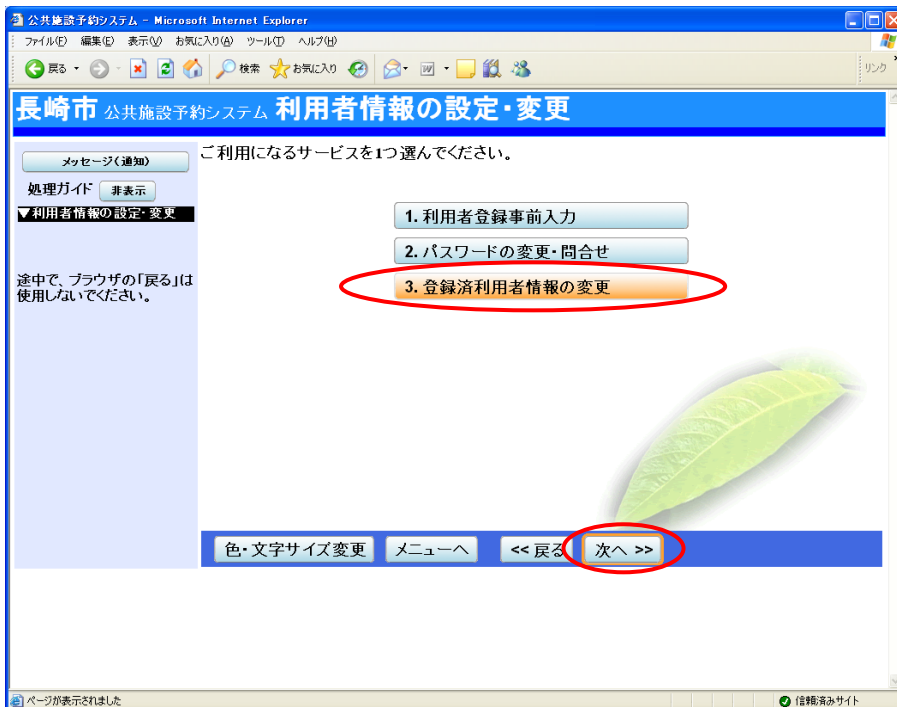 公共施設予約システム - Microsoft Internet Explorer
ファイル(F) 編集(E) 表示(V) お気に入り(A) ツール(T) ヘルプ(H)
戻る 検索 お気に入り リンク
長崎市 公共施設予約システム 利用者情報の設定・変更
メッセージ(通知)
ご利用になるサービスを1つ選んでください。
処理ガイド 非表示
▼利用者情報の設定・変更
1. 利用者登録事前入力
2. パスワードの変更・問合せ
3. 登録済利用者情報の変更
途中で、ブラウザの「戻る」は
使用しないでください。
色・文字サイズ変更 メニューへ << 戻る 次へ >>
ページが表示されました 信頼済みサイト